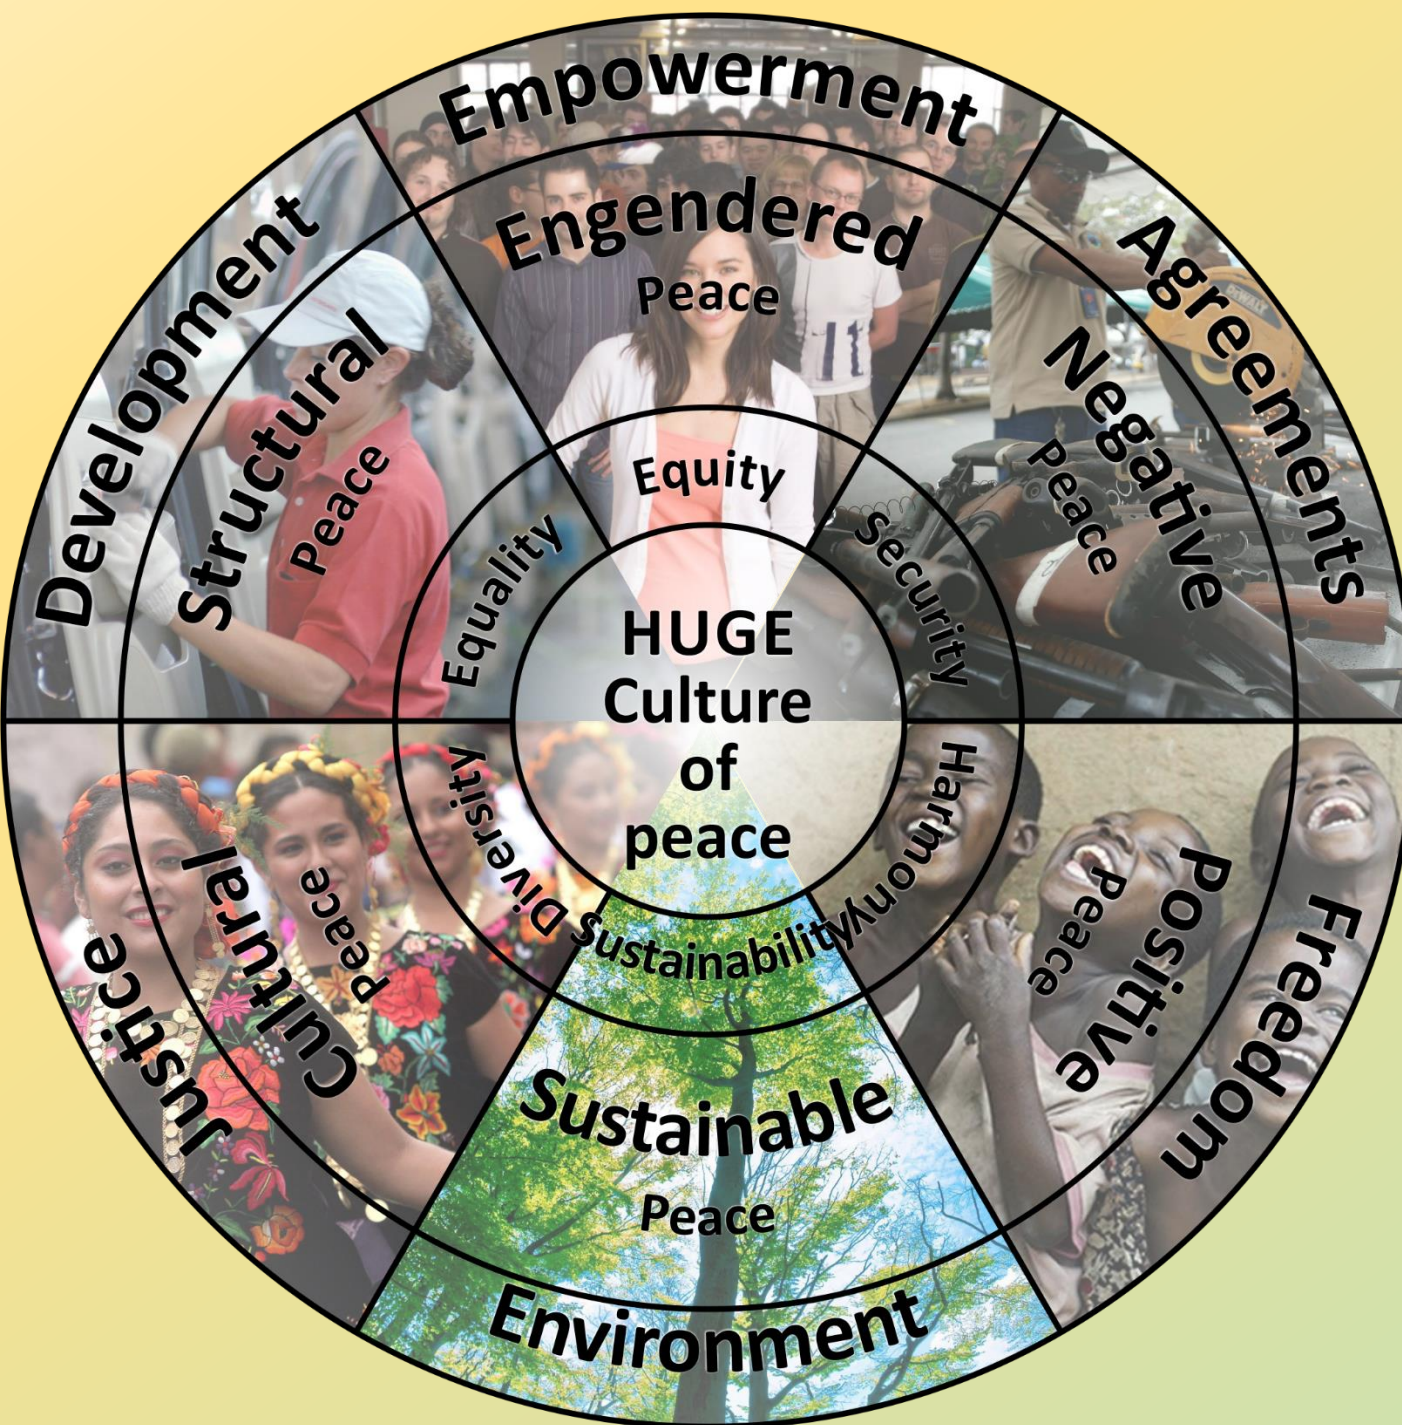 Empowerment
Engendered
Peace
Equity
Agreements
Negative
Peace
Security
Freedom
Positive
Peace
Harmony
Environment
Sustainable
Peace
Sustainability
Justice
Cultural
Peace
Diversity
Development
Structural
Peace
Equality
HUGE
Culture
of
peace
DEWALT